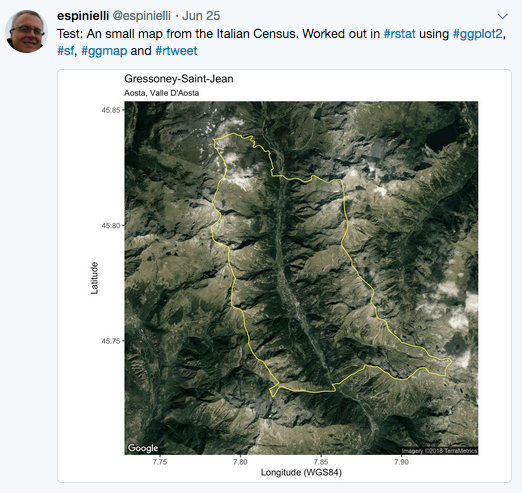 espinielli @espinielli · Jun 25
Test: An small map from the Italian Census. Worked out in #rstat using #ggplot2,
#sf, #ggmap and #rtweet
Gressoney-Saint-Jean
Aosta, Valle D'Aosta
45.85
45.80
45.75
Latitude
Google
Imagery ©2018 TerraMetrics
7.75 7.80 7.85 7.90
Longitude (WGS84)